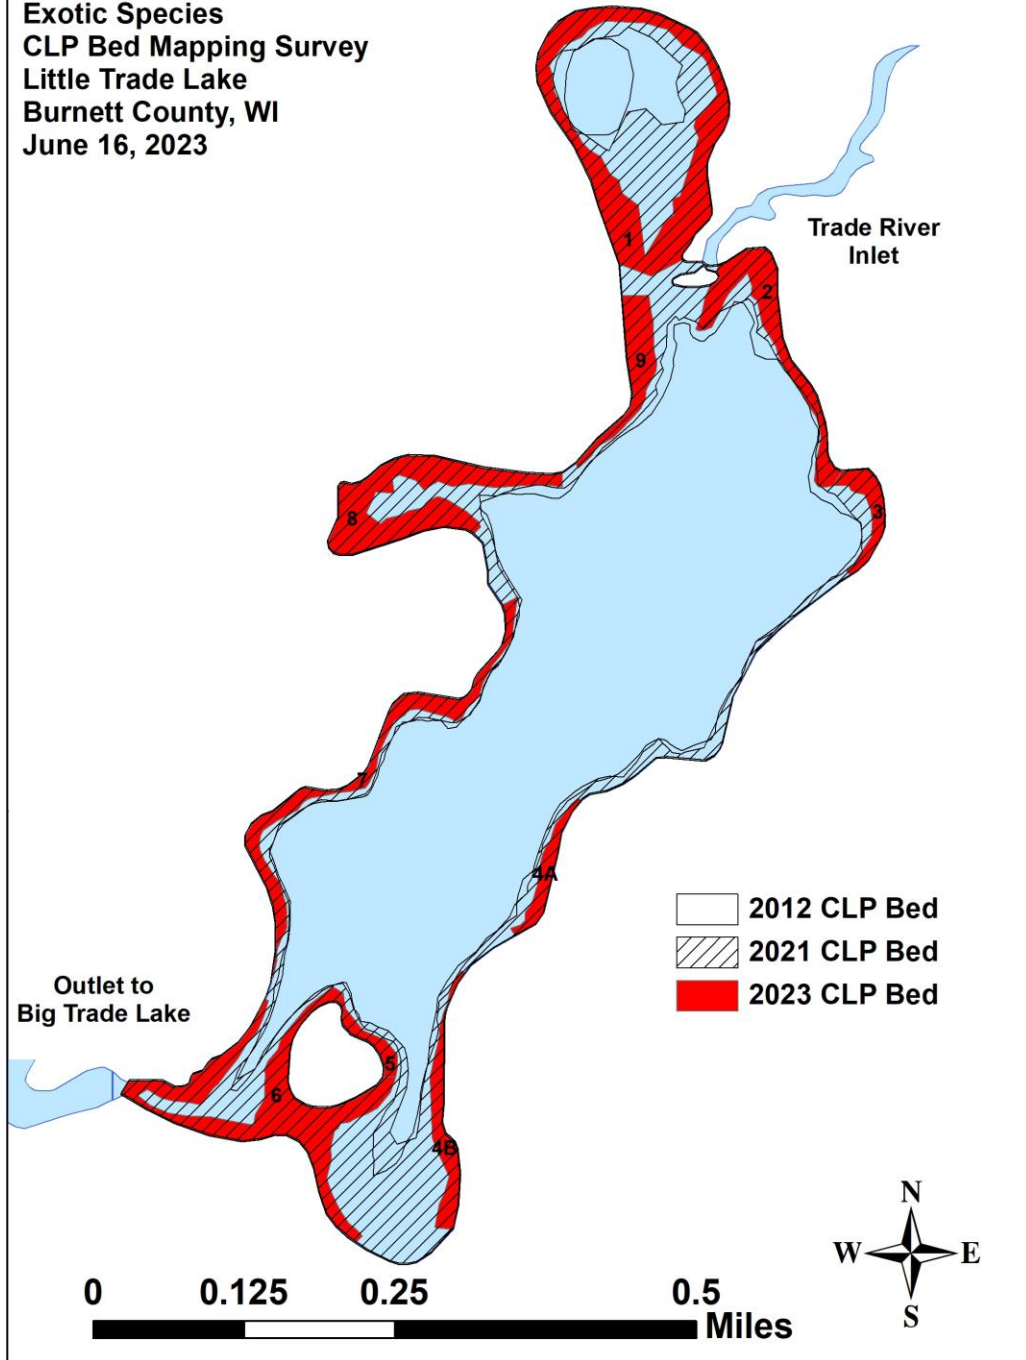 Exotic Species
CLP Bed Mapping Survey
Little Trade Lake
Burnett County, WI
June 16, 2023
Trade River
Inlet
1
2
9
3
8
7
4A
2012 CLP Bed
2021 CLP Bed
2023 CLP Bed
Outlet to
Big Trade Lake
5
6
4B
N
W E
S
0 0.125 0.25 0.5
Miles